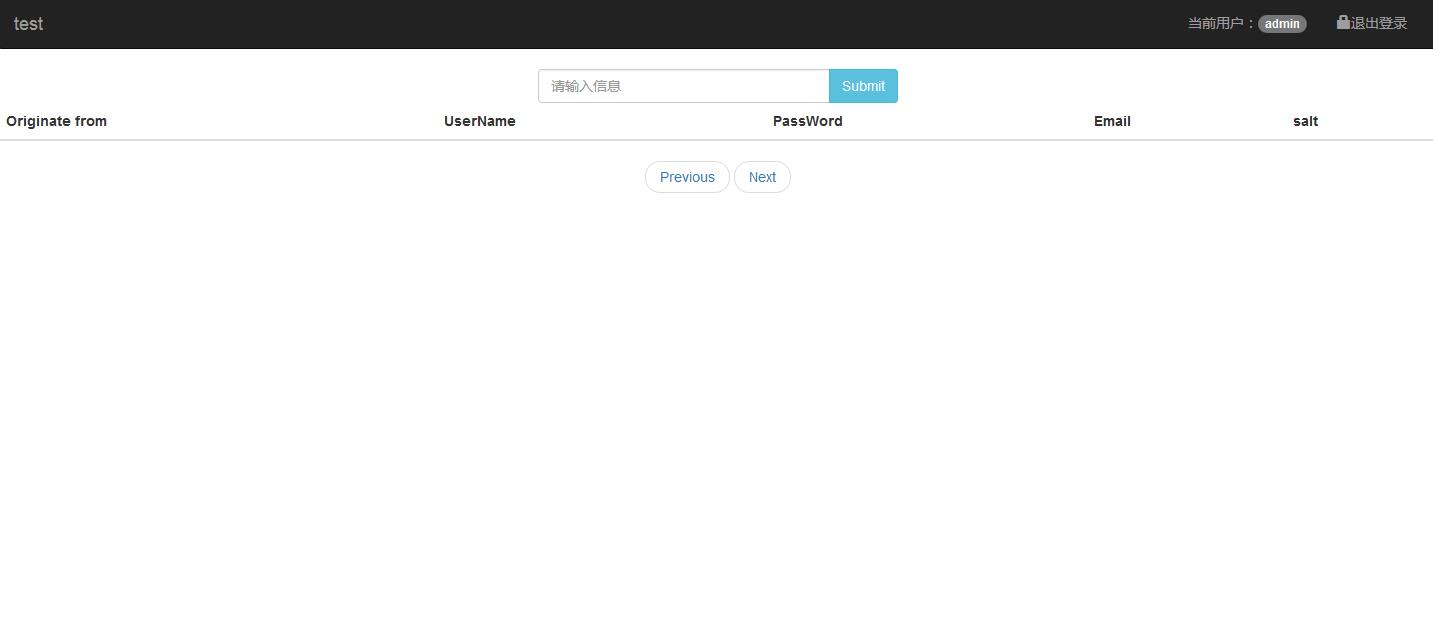 test 当前用户： admin 退出登录
请输入信息 Submit
Originate from UserName PassWord Email salt
Previous Next